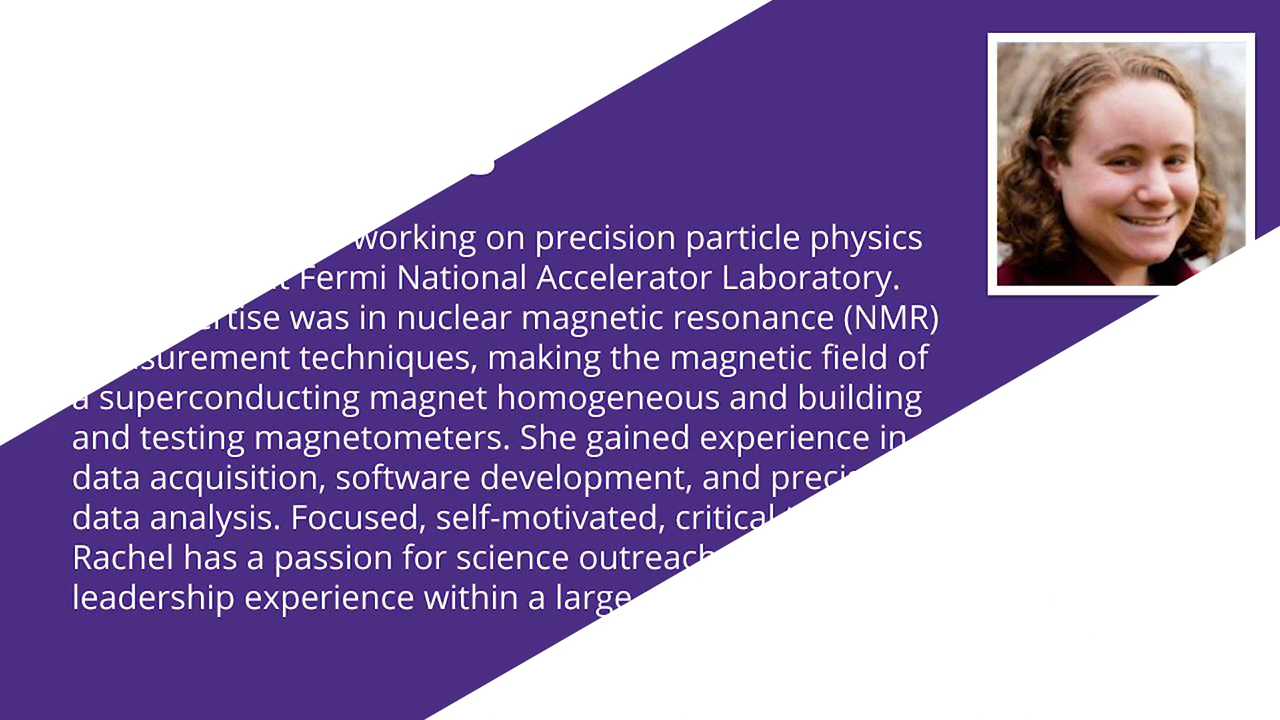 working on precision particle physics
Fermi National Accelerator Laboratory.
was in nuclear magnetic resonance (NMR)
techniques, making the magnetic field of
a superconducting magnet homogeneous and building
and testing magnetometers. She gained experience in
data acquisition, software development, and
data analysis. Focused, self-motivated, critical
Rachel has a passion for science outreach
leadership experience within a large